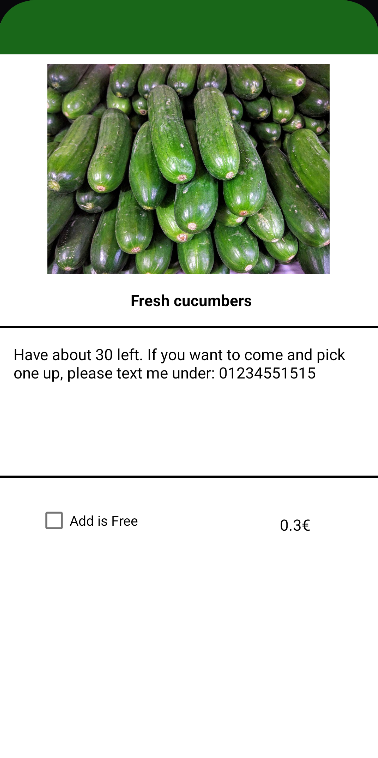 Fresh cucumbers
Have about 30 left. If you want to come and pick
one up, please text me under: 01234551515
Add is Free
0.3€